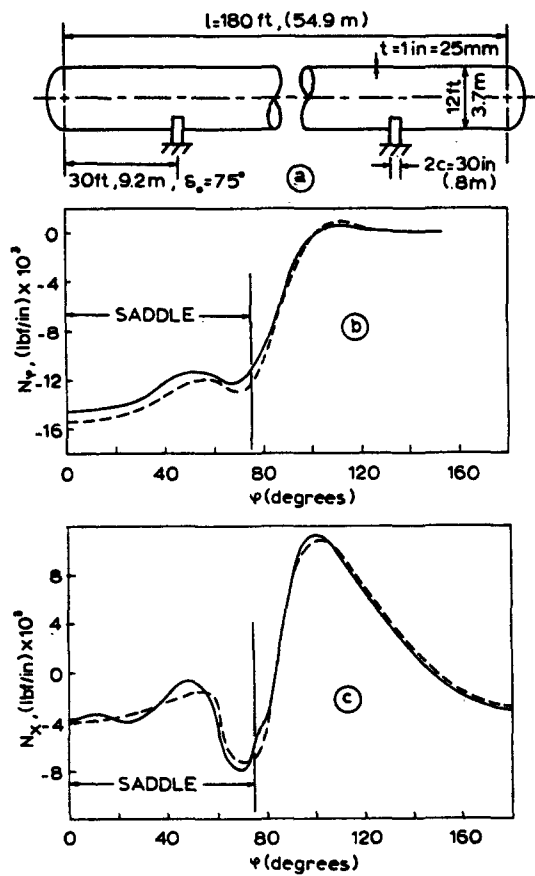 l=180 ft, (54.9 m)
t=1 in=25mm
12ft
3.7m
30ft, 9.2m, δ₀=75°
a
2c=30in
(.8m)
Nφ, (lbf/in) x 10³
0
-4
-8
-12
-16
SADDLE
b
0 40 80 120 160
φ(degrees)
Nx, (lbf/in) x10³
8
0
-4
-8
SADDLE
c
0 40 80 120 160
φ(degrees)